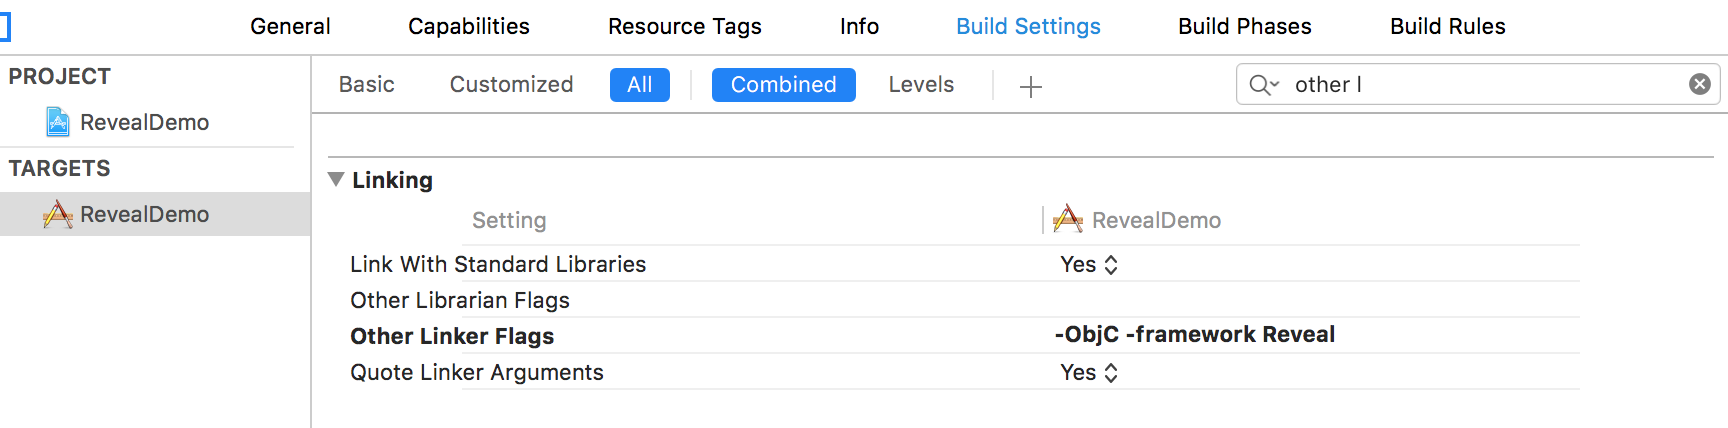 General Capabilities Resource Tags Info Build Settings Build Phases Build Rules
PROJECT
RevealDemo
TARGETS
RevealDemo
Basic Customized All Combined Levels + other l
Linking
Setting RevealDemo
Link With Standard Libraries Yes
Other Librarian Flags
Other Linker Flags -ObjC -framework Reveal
Quote Linker Arguments Yes